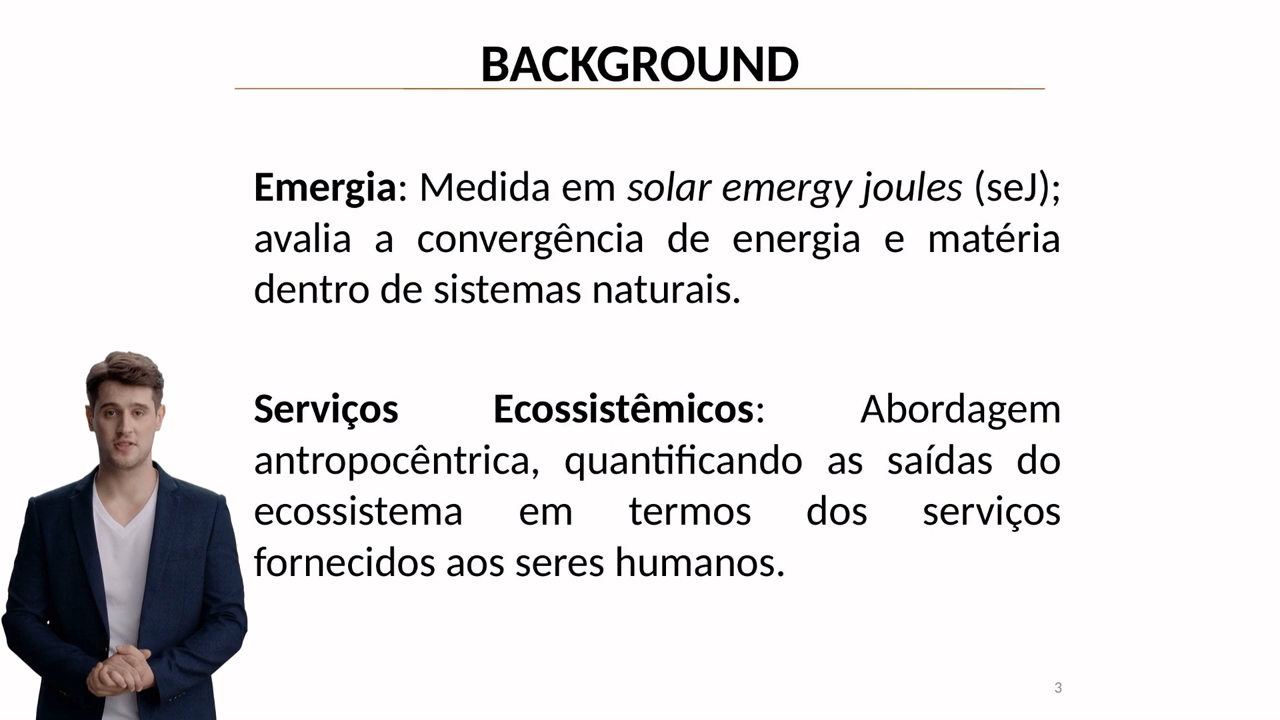 BACKGROUND
Emergia: Medida em solar emergy joules (seJ);
avalia a convergência de energia e matéria
dentro de sistemas naturais.
Serviços Ecossistêmicos: Abordagem
antropocêntrica, quantificando as saídas do
ecossistema em termos dos serviços
fornecidos aos seres humanos.
3